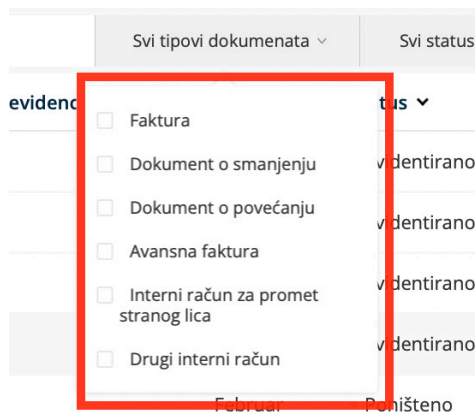 Svi tipovi dokumenata Svi status
evidenc tus
Faktura
Dokument o smanjenju videntirano
Dokument o povećanju
videntirano
Avansna faktura
Interni račun za promet videntirano
stranog lica
Drugi interni račun videntirano
Februar Poništeno